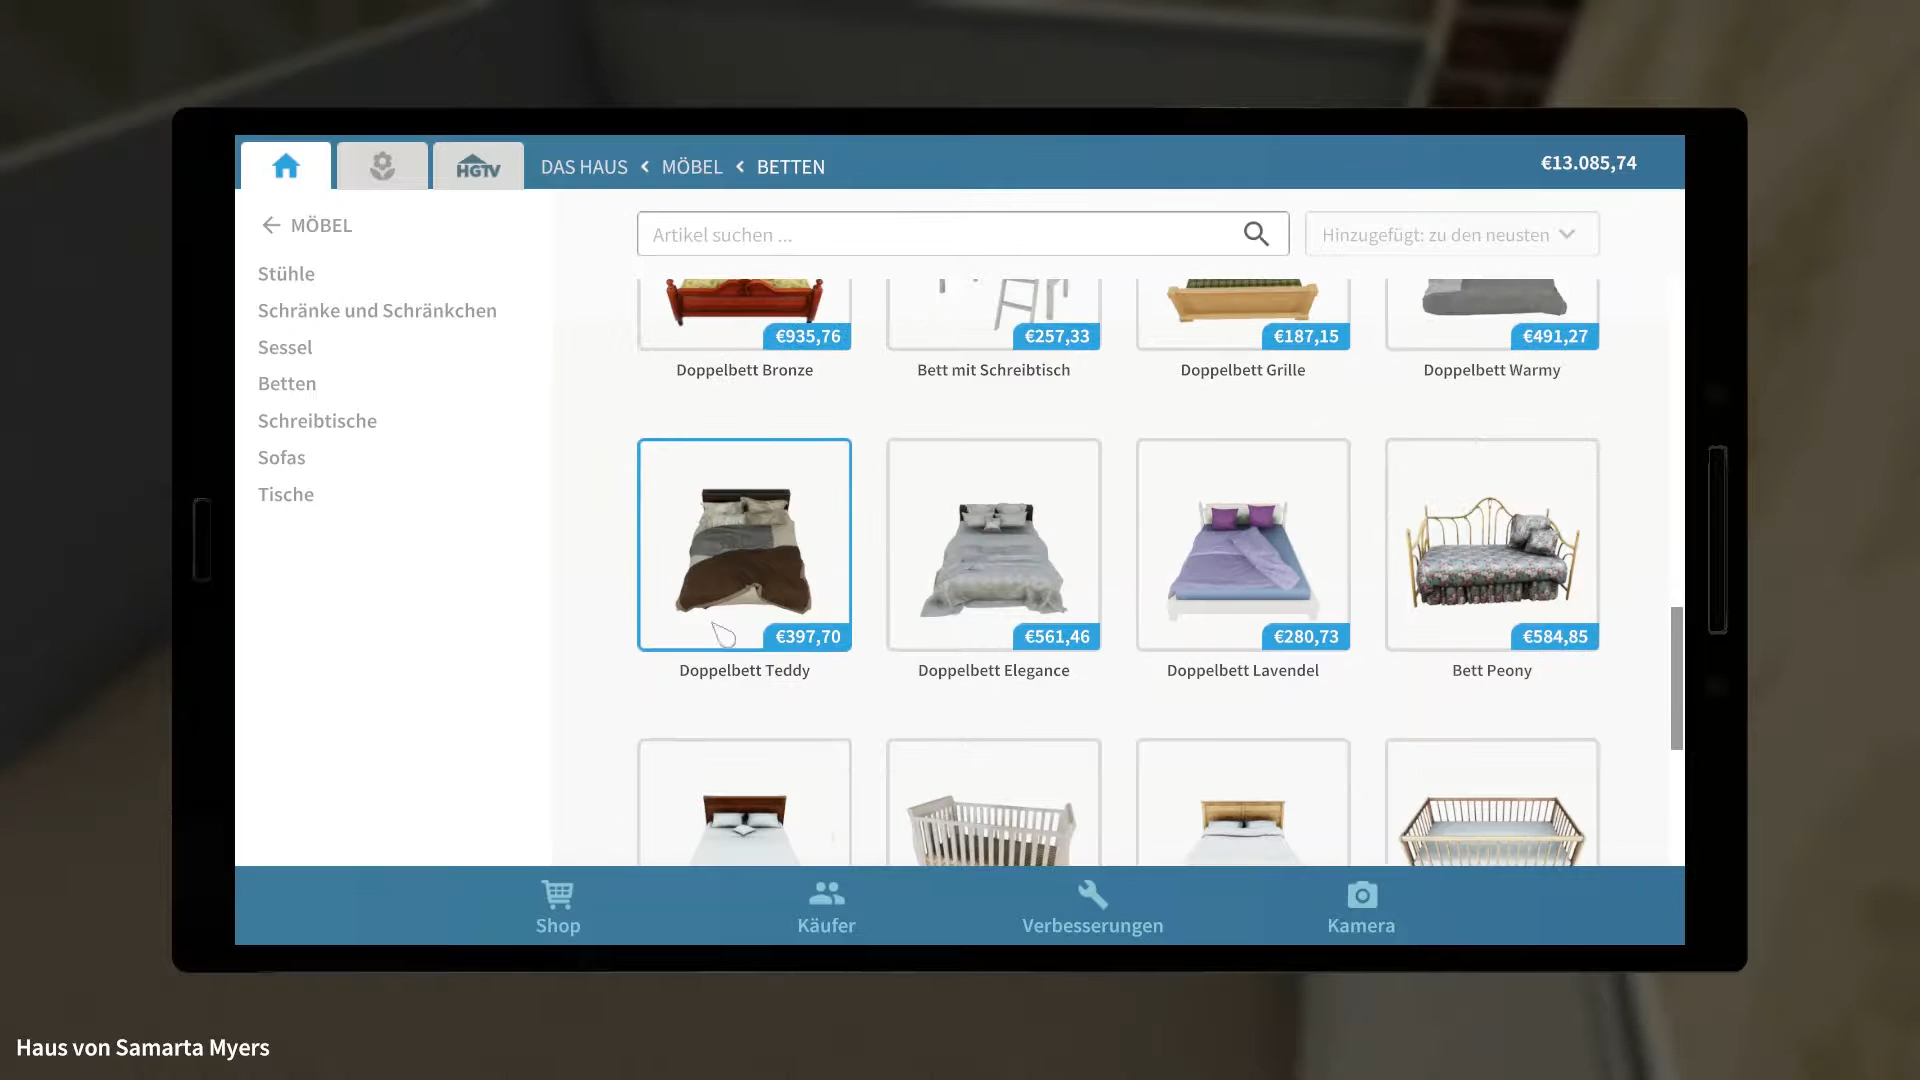 HGTV
DAS HAUS < MÖBEL < BETTEN
€13.085,74
MÖBEL
Artikel suchen ...
Hinzugefügt: zu den neusten
Stühle
Schränke und Schränkchen
Sessel
Betten
Schreibtische
Sofas
Tische
€935,76
€257,33
€187,15
€491,27
Doppelbett Bronze
Bett mit Schreibtisch
Doppelbett Grille
Doppelbett Warmy
€397,70
€561,46
€280,73
€584,85
Doppelbett Teddy
Doppelbett Elegance
Doppelbett Lavendel
Bett Peony
Shop
Käufer
Verbesserungen
Kamera
Haus von Samarta Myers